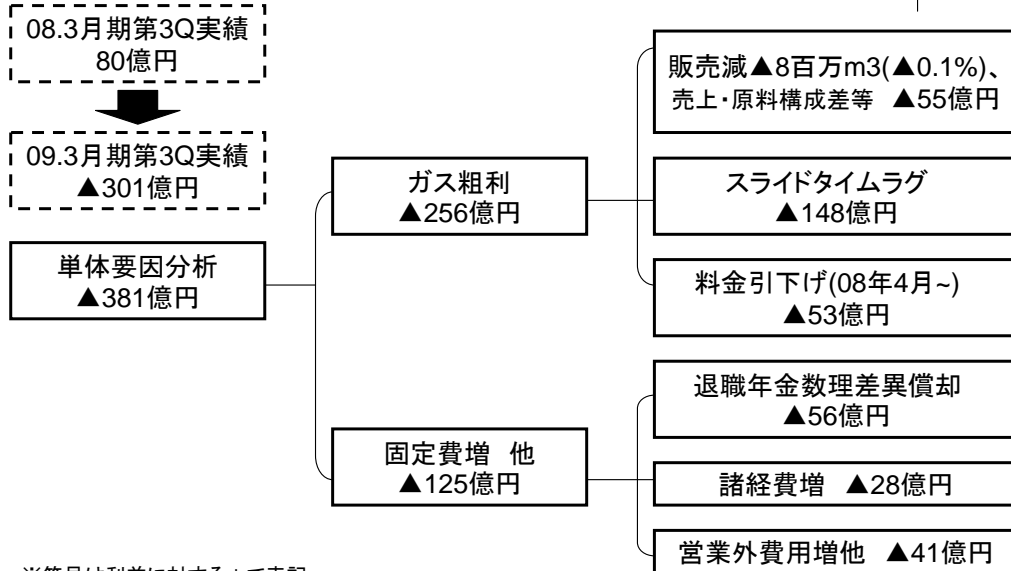 08.3月期第3Q実績
80億円
09.3月期第3Q実績
▲301億円
単体要因分析
▲381億円
ガス粗利
▲256億円
固定費増 他
▲125億円
販売減▲8百万m3(▲0.1%)、
売上・原料構成差等 ▲55億円
スライドタイムラグ
▲148億円
料金引下げ(08年4月~)
▲53億円
退職年金数理差異償却
▲56億円
諸経費増 ▲28億円
営業外費用増他 ▲41億円